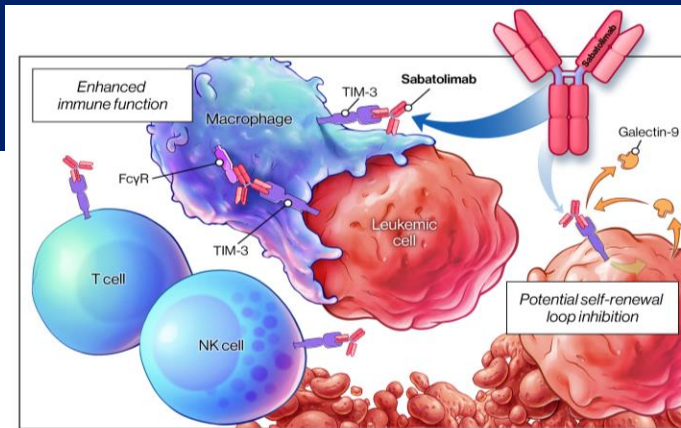 Enhanced
immune function
Macrophage
TIM-3
Sabatolimab
Sabatolimab
Galectin-9
FcγR
TIM-3
Leukemic
cell
T cell
NK cell
Potential self-renewal
loop inhibition